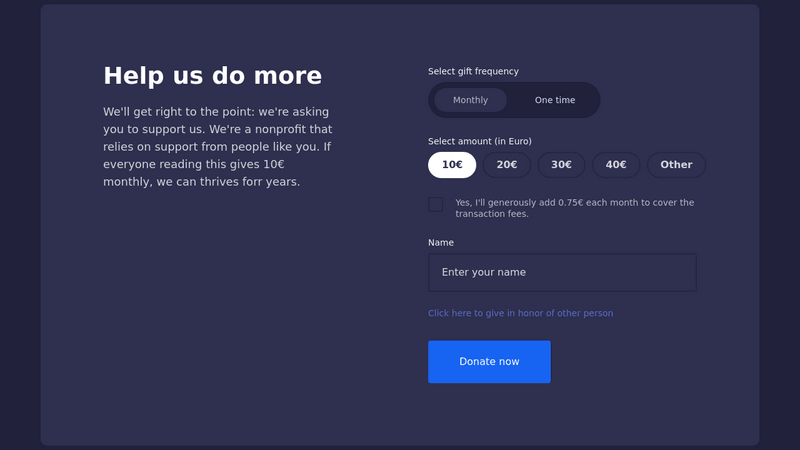 Help us do more
We'll get right to the point: we're asking
you to support us. We're a nonprofit that
relies on support from people like you. If
everyone reading this gives 10€
monthly, we can thrives forr years.
Select gift frequency
Monthly One time
Select amount (in Euro)
10€ 20€ 30€ 40€ Other
Yes, I'll generously add 0.75€ each month to cover the
transaction fees.
Name
Enter your name
Click here to give in honor of other person
Donate now